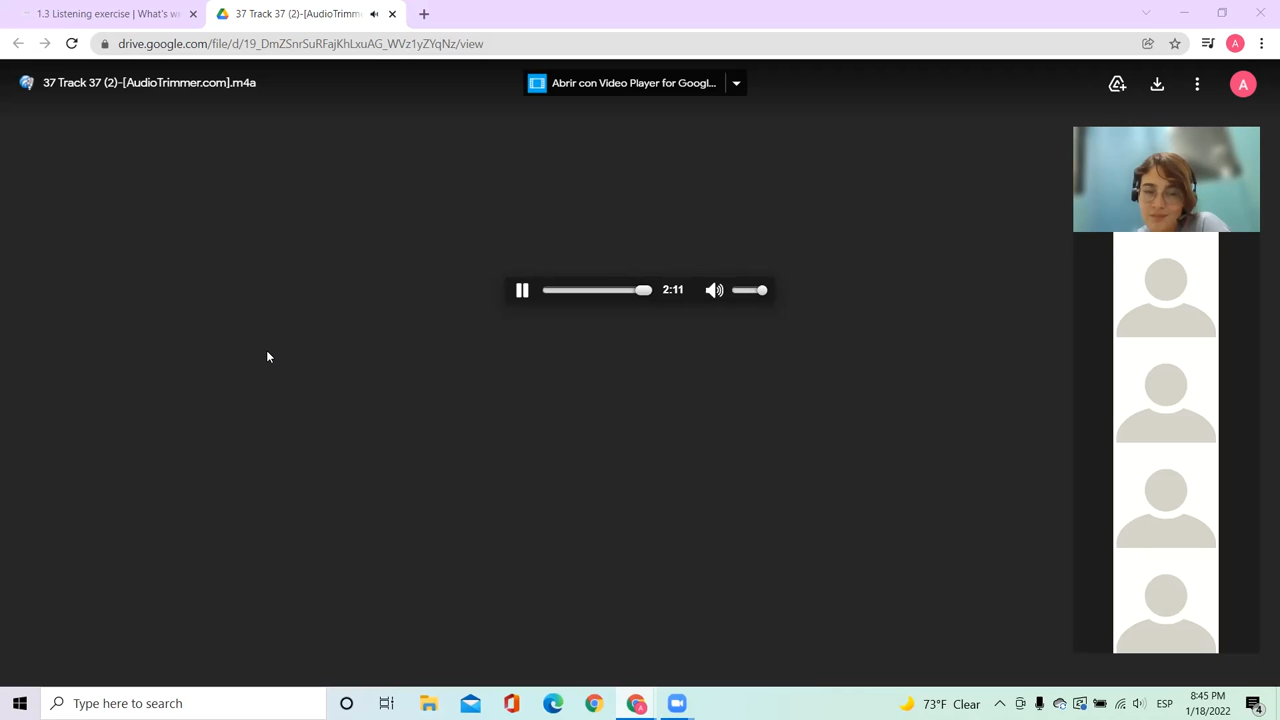 1.3 Listening exercise | What's wa
37 Track 37 (2)-[AudioTrimm
drive.google.com/file/d/19_DmZSnrSuRFajKhLxuAG_WVz1yZYqNz/view
A
37 Track 37 (2)-[AudioTrimmer.com].m4a
Abrir con Video Player for Googl...
A
2:11
Type here to search
73°F Clear
ESP
8:45 PM
1/18/2022
4